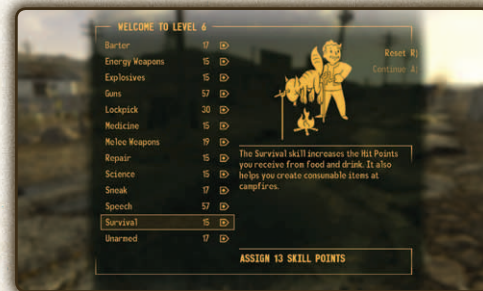 WELCOME TO LEVEL 6
Barter 17
Energy Weapons 15
Explosives 15
Guns 57
Lockpick 30
Medicine 15
Melee Weapons 19
Repair 15
Science 15
Sneak 17
Speech 57
Survival 15
Unarmed 17
Reset R)
Continue A)
The Survival skill increases the Hit Points
you receive from food and drink. It also
helps you create consumable items at
campfires.
ASSIGN 13 SKILL POINTS